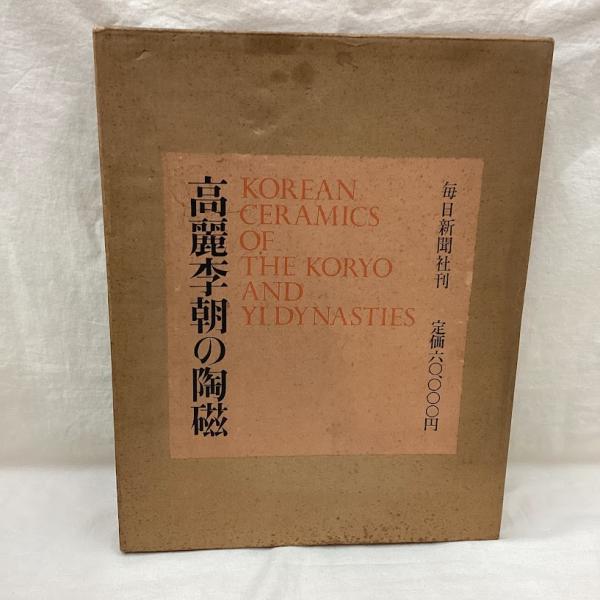 高麗李朝の陶磁
KOREAN
CERAMICS
OF
THE KORYO
AND
YI DYNASTIES
毎日新聞社刊
定価六〇、〇〇〇円